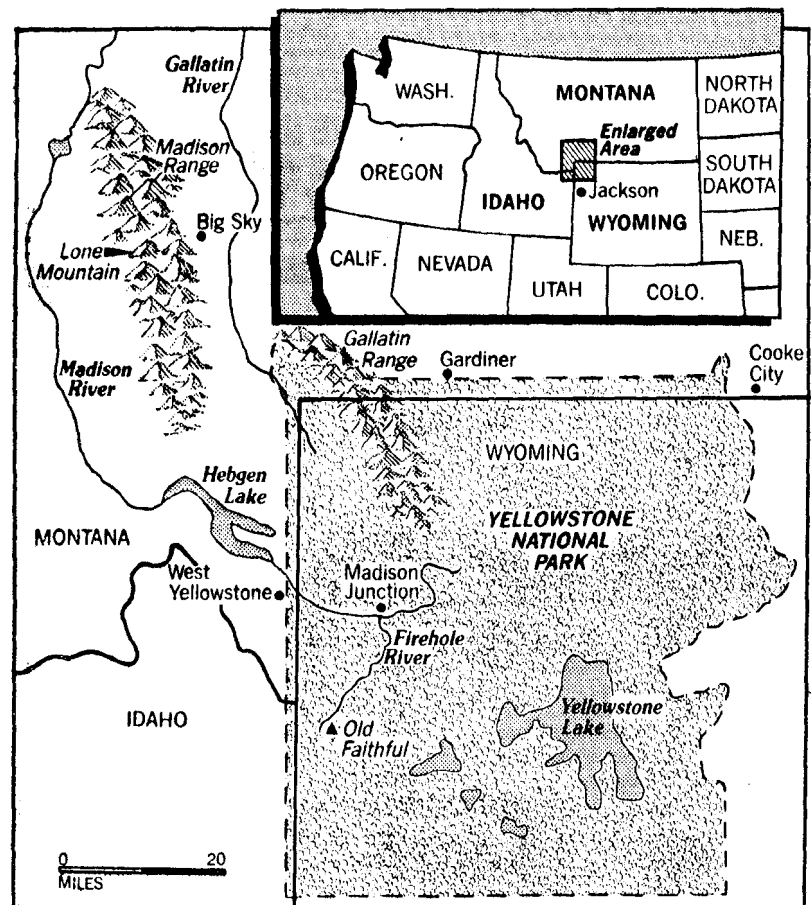 Gallatin
River
Madison
Range
Big Sky
Lone
Mountain
Madison
River
WASH.
MONTANA
NORTH
DAKOTA
Enlarged
Area
OREGON
SOUTH
DAKOTA
IDAHO
Jackson
WYOMING
NEB.
CALIF.
NEVADA
UTAH
COLO.
Gallatin
Range
Gardiner
Cooke
City
WYOMING
Hebgen
Lake
YELLOWSTONE
NATIONAL
PARK
MONTANA
West
Yellowstone
Madison
Junction
Firehole
River
IDAHO
Yellowstone
Lake
Old
Faithful
0 20
MILES